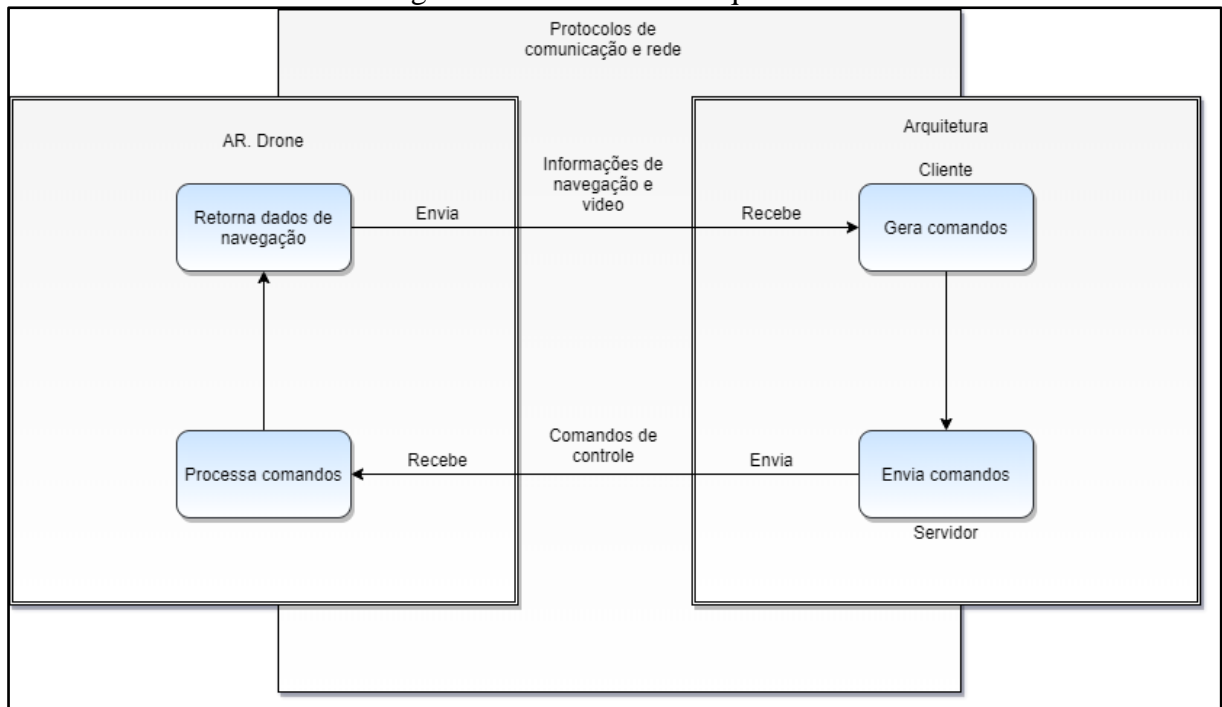 Protocolos de
comunicação e rede
AR. Drone
Arquitetura
Cliente
Informações de
navegação e
video
Retorna dados de
navegação
Envia
Recebe
Gera comandos
Comandos de
controle
Processa comandos
Recebe
Envia
Envia comandos
Servidor